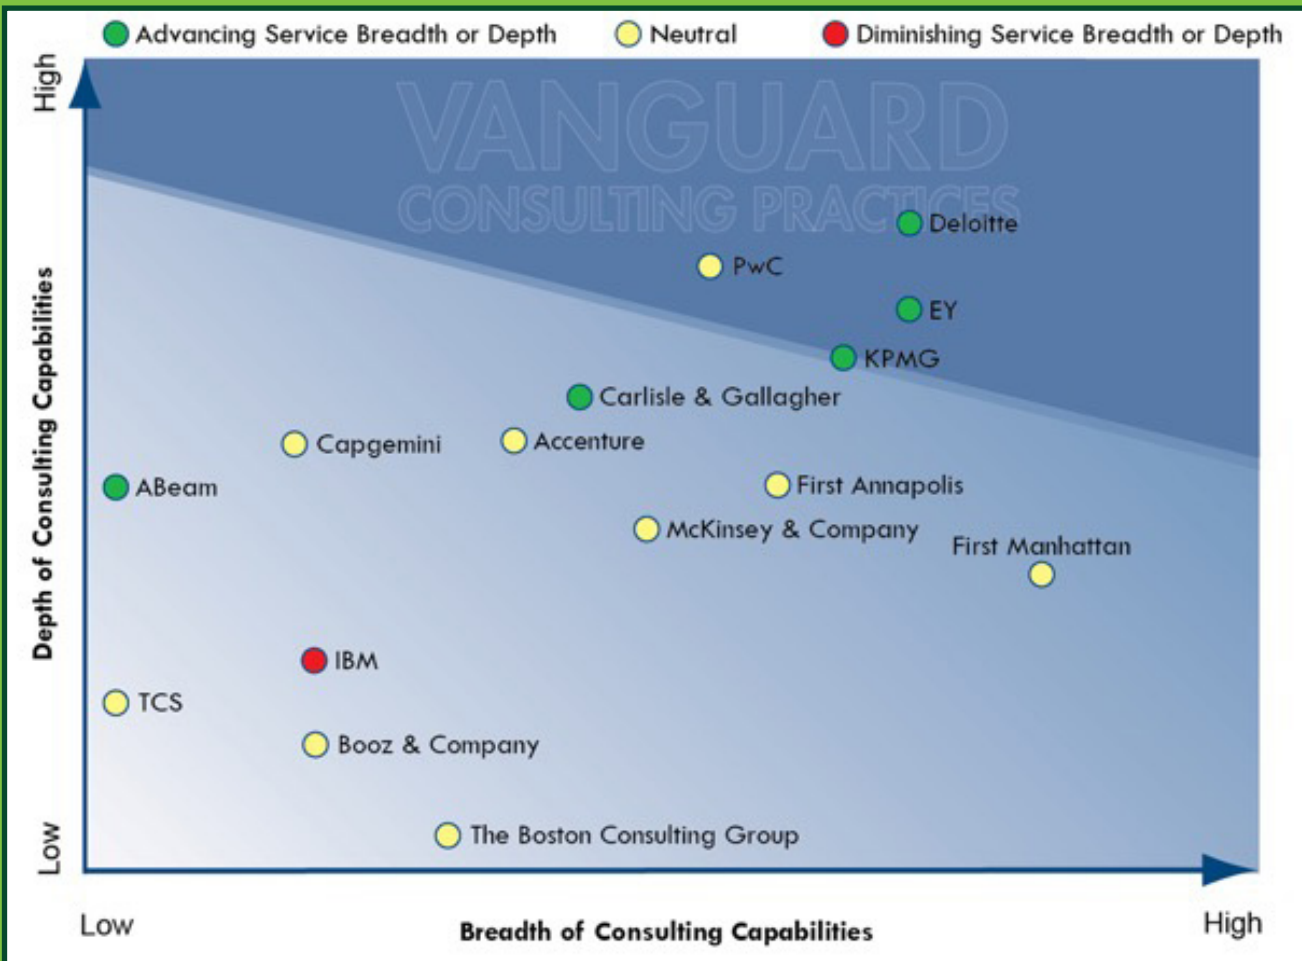 Advancing Service Breadth or Depth
Neutral
Diminishing Service Breadth or Depth
High
VANGUARD
CONSULTING PRACTICES
Deloitte
PwC
EY
KPMG
Carlisle & Gallagher
Capgemini
Accenture
ABeam
First Annapolis
McKinsey & Company
First Manhattan
IBM
TCS
Booz & Company
The Boston Consulting Group
Depth of Consulting Capabilities
Low
Low
Breadth of Consulting Capabilities
High